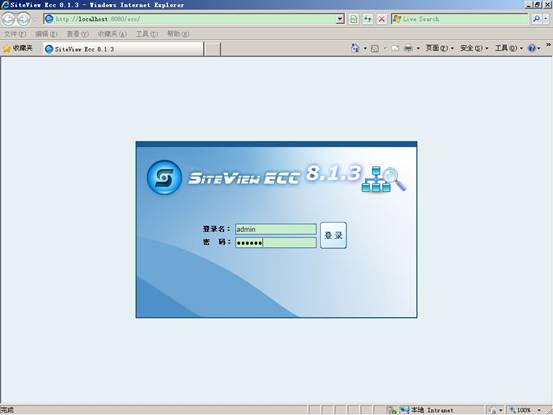 SiteView Ecc 8.1.3 - Windows Internet Explorer
http://localhost:8080/ecc/
Live Search
文件(F) 编辑(E) 查看(V) 收藏夹(A) 工具(T) 帮助(H)
收藏夹 SiteView Ecc 8.1.3 页面(P) 安全(S) 工具(O)
SITEVIEW ECC 8.1.3
登录名： admin
密 码： ●●●●●●
登 录
完成 本地 Intranet 100%